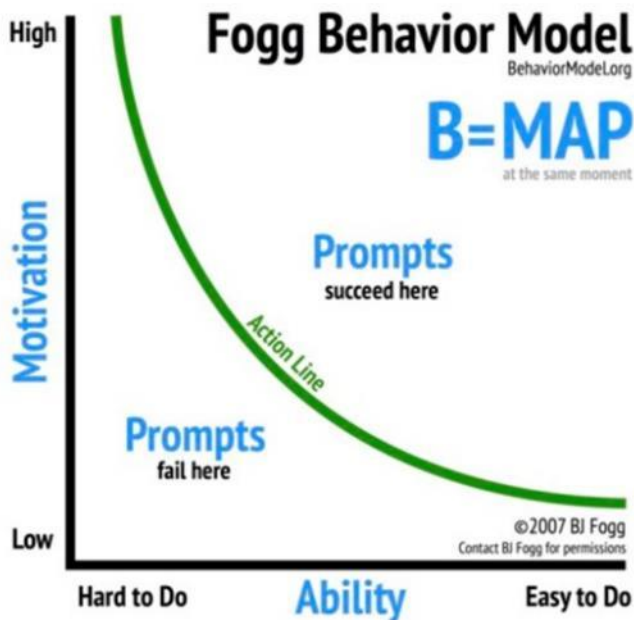 High
Fogg Behavior Model
BehaviorModel.org
B=MAP
at the same moment
Motivation
Prompts
succeed here
Action Line
Prompts
fail here
Low
©2007 BJ Fogg
Contact BJ Fogg for permissions
Hard to Do
Ability
Easy to Do